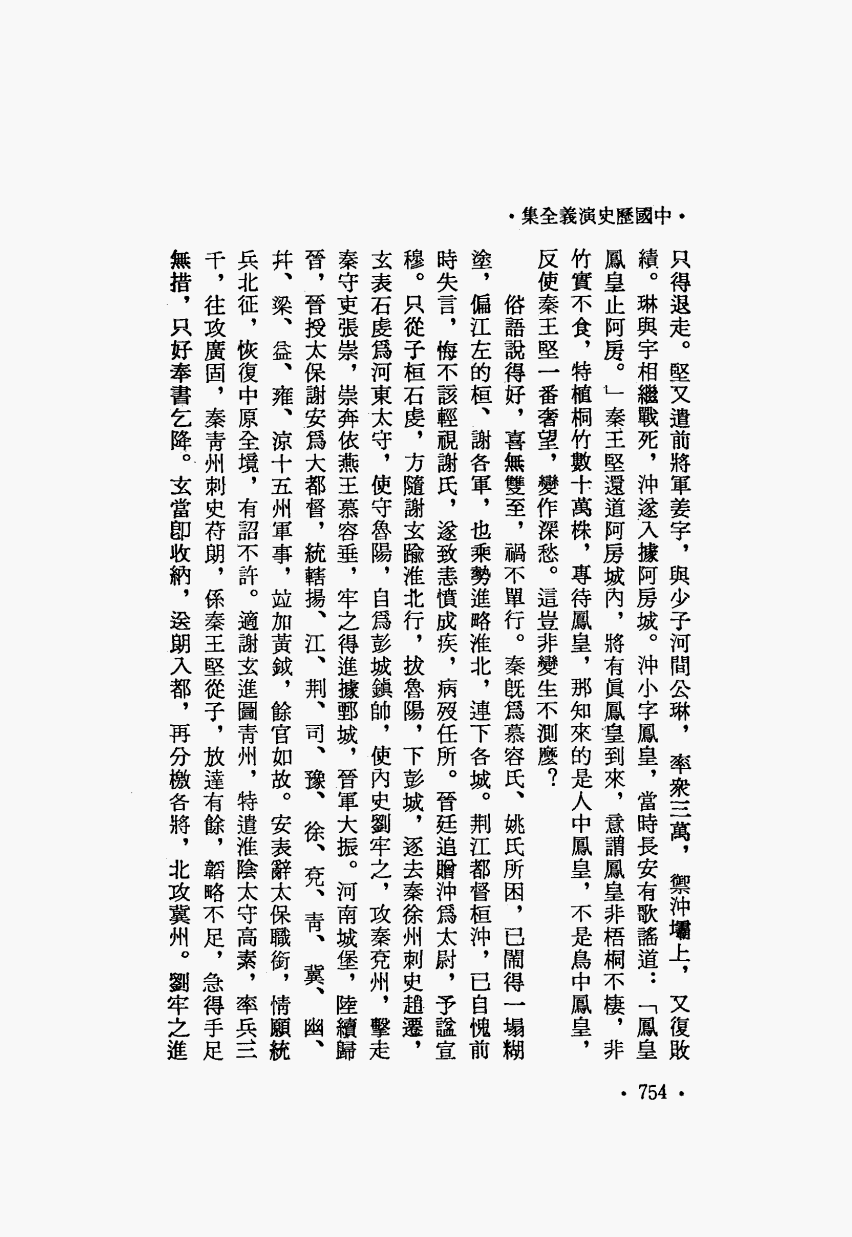 ・中國歷史演義全集・
只得退走。堅又遣前將軍姜宇，與少子河間公琳，率衆三萬，禦沖壩上，又復敗
績。琳與宇相繼戰死，沖遂入據阿房城。沖小字鳳皇，當時長安有歌謠道：「鳳皇
鳳皇止阿房。」秦王堅還道阿房城內，將有眞鳳皇到來，意謂鳳皇非梧桐不棲，非
竹實不食，特植桐竹數十萬株，專待鳳皇，那知來的是人中鳳皇，不是鳥中鳳皇，
反使秦王堅一番奢望，變作深愁。這豈非變生不測麼？
俗語說得好，喜無雙至，禍不單行。秦旣爲慕容氏、姚氏所困，已鬧得一塌糊
塗，偏江左的桓、謝各軍，也乘勢進略淮北，連下各城。荆江都督桓沖，已自愧前
時失言，悔不該輕視謝氏，遂致恚憤成疾，病歿任所。晉廷追贈沖爲太尉，予諡宣
穆。只從子桓石虔，方隨謝玄踰淮北行，拔魯陽，下彭城，逐去秦徐州刺史趙遷，
玄表石虔爲河東太守，使守魯陽，自爲彭城鎭帥，使內史劉牢之，攻秦兗州，擊走
秦守吏張崇，崇奔依燕王慕容垂，牢之得進據鄄城，晉軍大振。河南城堡，陸續歸
晉，晉授太保謝安爲大都督，統轄揚、江、荆、司、豫、徐、兗、靑、冀、幽、
幷、梁、益、雍、涼十五州軍事，竝加黃鉞，餘官如故。安表辭太保職銜，情願統
兵北征，恢復中原全境，有詔不許。適謝玄進圖靑州，特遣淮陰太守高素，率兵三
千，往攻廣固，秦靑州刺史苻朗，係秦王堅從子，放達有餘，韜略不足，急得手足
無措，只好奉書乞降。玄當卽收納，送朗入都，再分檄各將，北攻冀州。劉牢之進
・754・